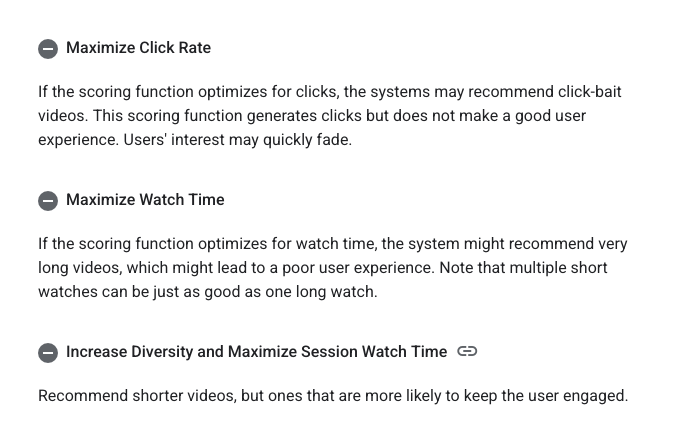 Maximize Click Rate
If the scoring function optimizes for clicks, the systems may recommend click-bait
videos. This scoring function generates clicks but does not make a good user
experience. Users' interest may quickly fade.
Maximize Watch Time
If the scoring function optimizes for watch time, the system might recommend very
long videos, which might lead to a poor user experience. Note that multiple short
watches can be just as good as one long watch.
Increase Diversity and Maximize Session Watch Time
Recommend shorter videos, but ones that are more likely to keep the user engaged.